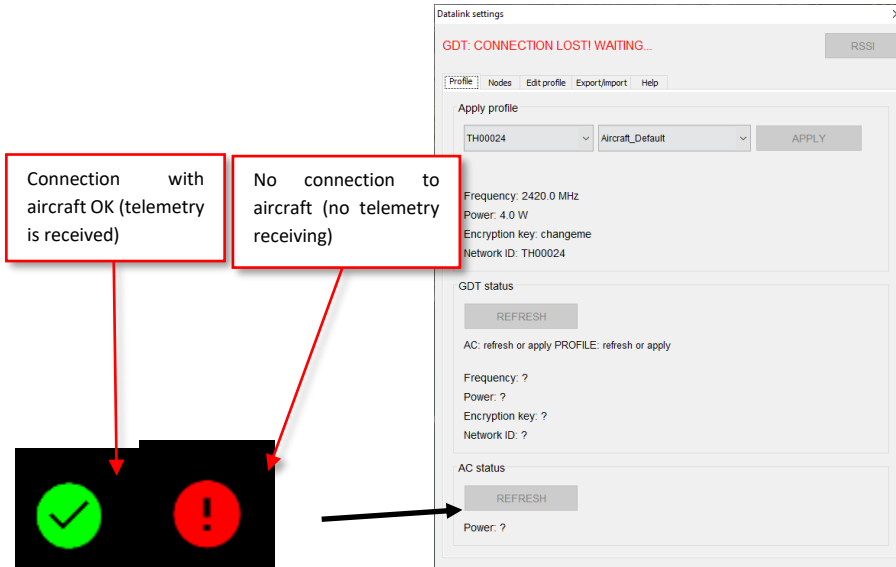 Datalink settings
GDT: CONNECTION LOST! WAITING...
RSSI
Profile Nodes Edit profile Export/import Help
Apply profile
TH00024 Aircraft_Default APPLY
Frequency: 2420.0 MHz
Power: 4.0 W
Encryption key: changeme
Network ID: TH00024
GDT status
REFRESH
AC: refresh or apply PROFILE: refresh or apply
Frequency: ?
Power: ?
Encryption key: ?
Network ID: ?
AC status
REFRESH
Power: ?
Connection with
aircraft OK (telemetry
is received)
No connection to
aircraft (no telemetry
receiving)